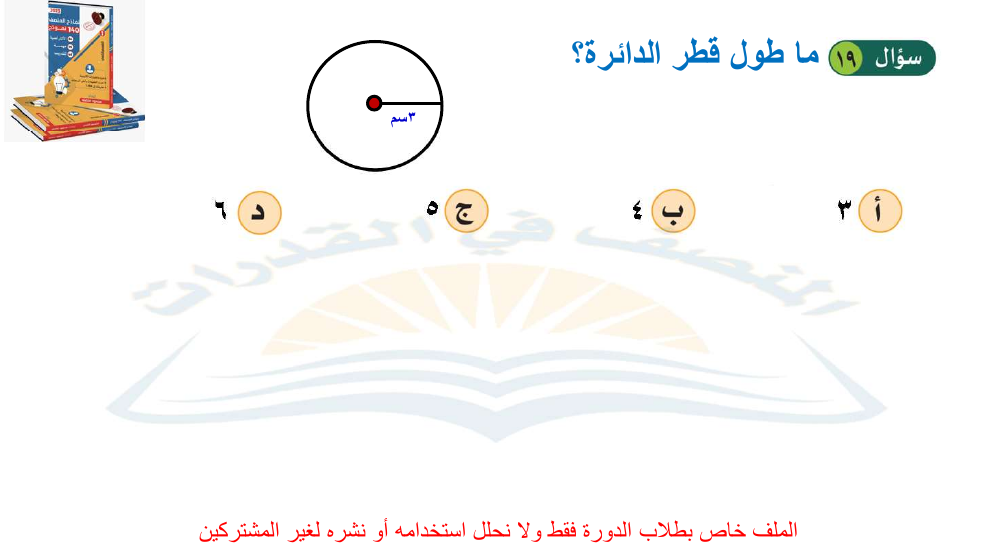 سؤال ١٩ ما طول قطر الدائرة؟
٣سم
أ ٣
ب ٤
ج ٥
د ٦
المنصف في القدرات
الملف خاص بطلاب الدورة فقط ولا نحلل استخدامه أو نشره لغير المشتركين